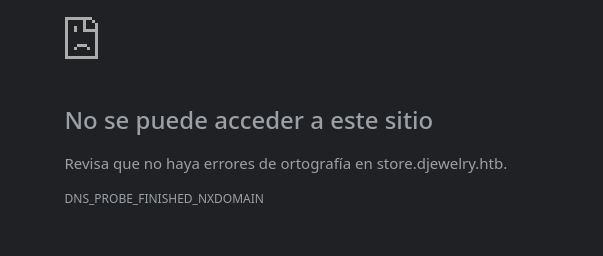 No se puede acceder a este sitio
Revisa que no haya errores de ortografía en store.djewelry.htb.
DNS_PROBE_FINISHED_NXDOMAIN